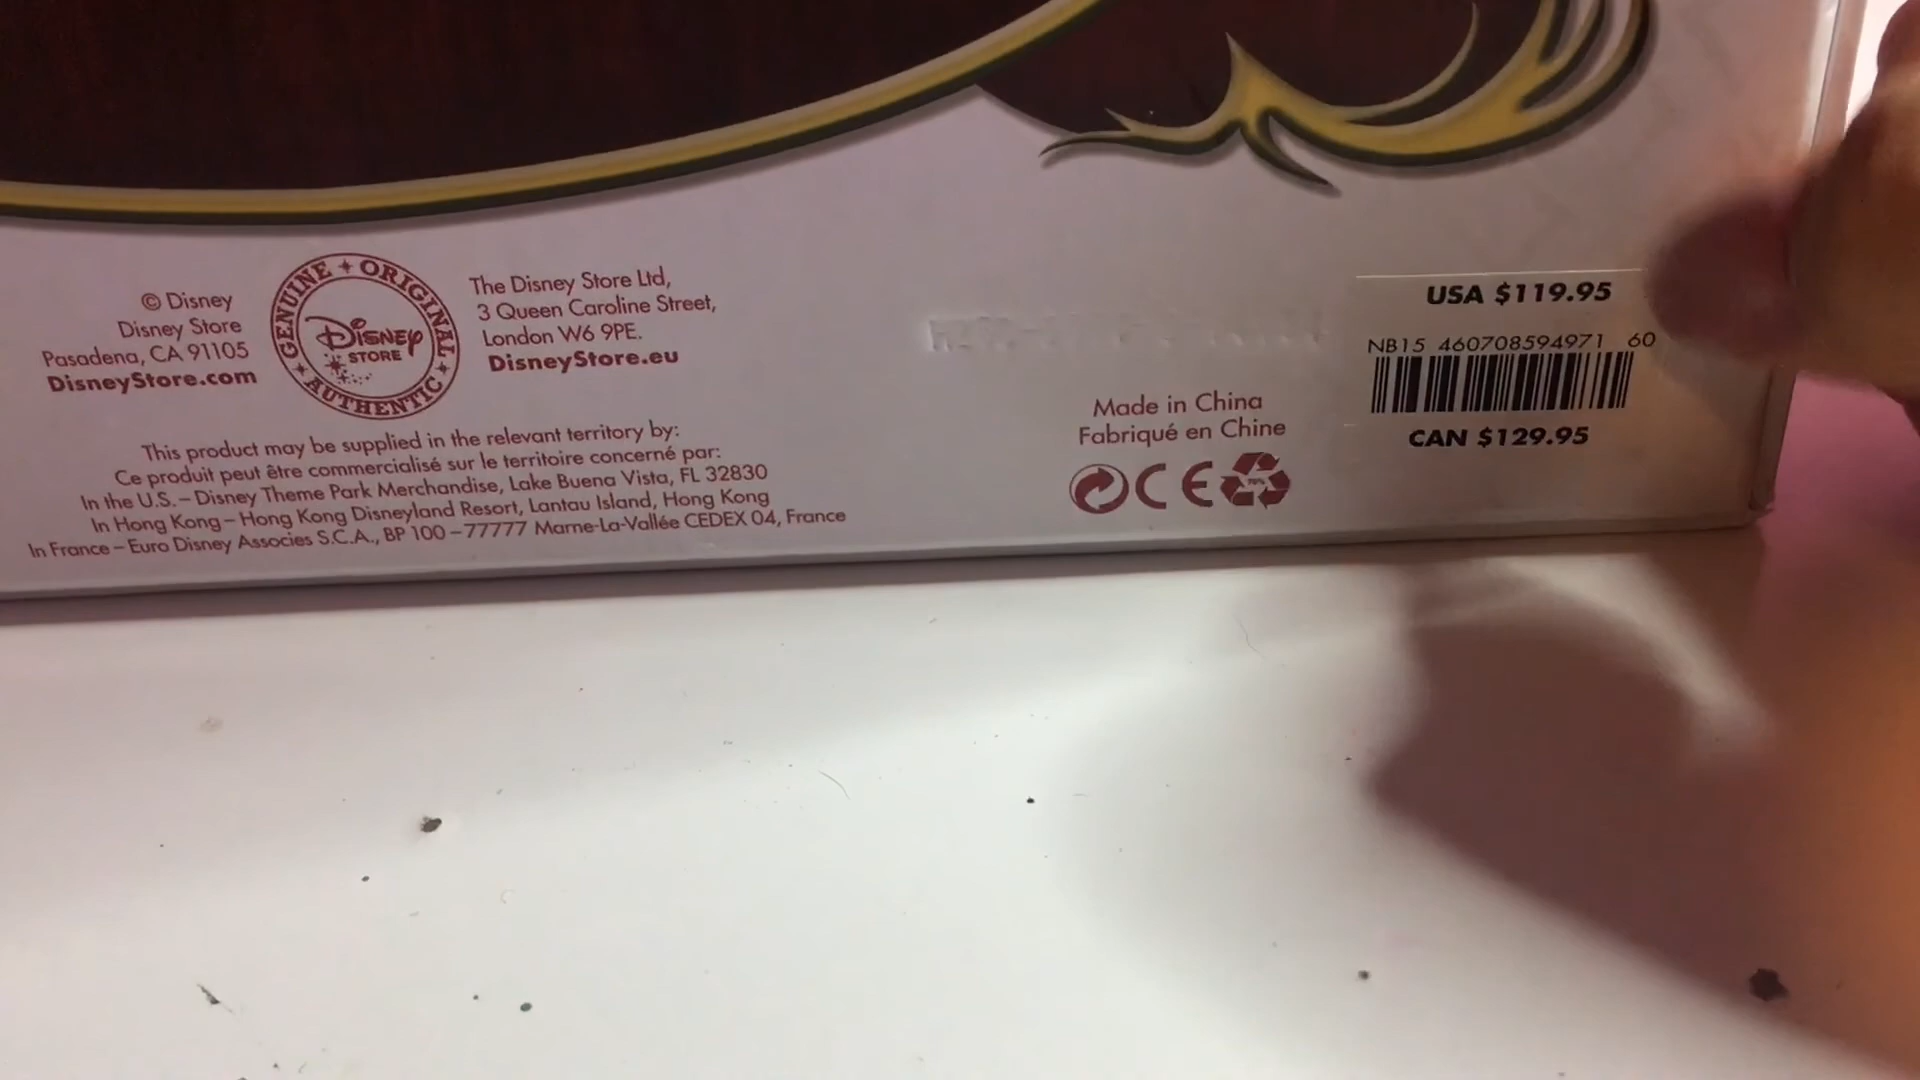 © Disney
Disney Store
Pasadena, CA 91105
DisneyStore.com
GENUINE ORIGINAL
DISNEY
STORE
AUTHENTIC
The Disney Store Ltd,
3 Queen Caroline Street,
London W6 9PE.
DisneyStore.eu
This product may be supplied in the relevant territory by:
Ce produit peut être commercialisé sur le territoire concerné par:
In the U.S. – Disney Theme Park Merchandise, Lake Buena Vista, FL 32830
In Hong Kong – Hong Kong Disneyland Resort, Lantau Island, Hong Kong
In France – Euro Disney Associes S.C.A., BP 100 – 77777 Marne-La-Vallée CEDEX 04, France
Made in China
Fabriqué en Chine
CE
USA $119.95
NB15 460708594971 60
CAN $129.95